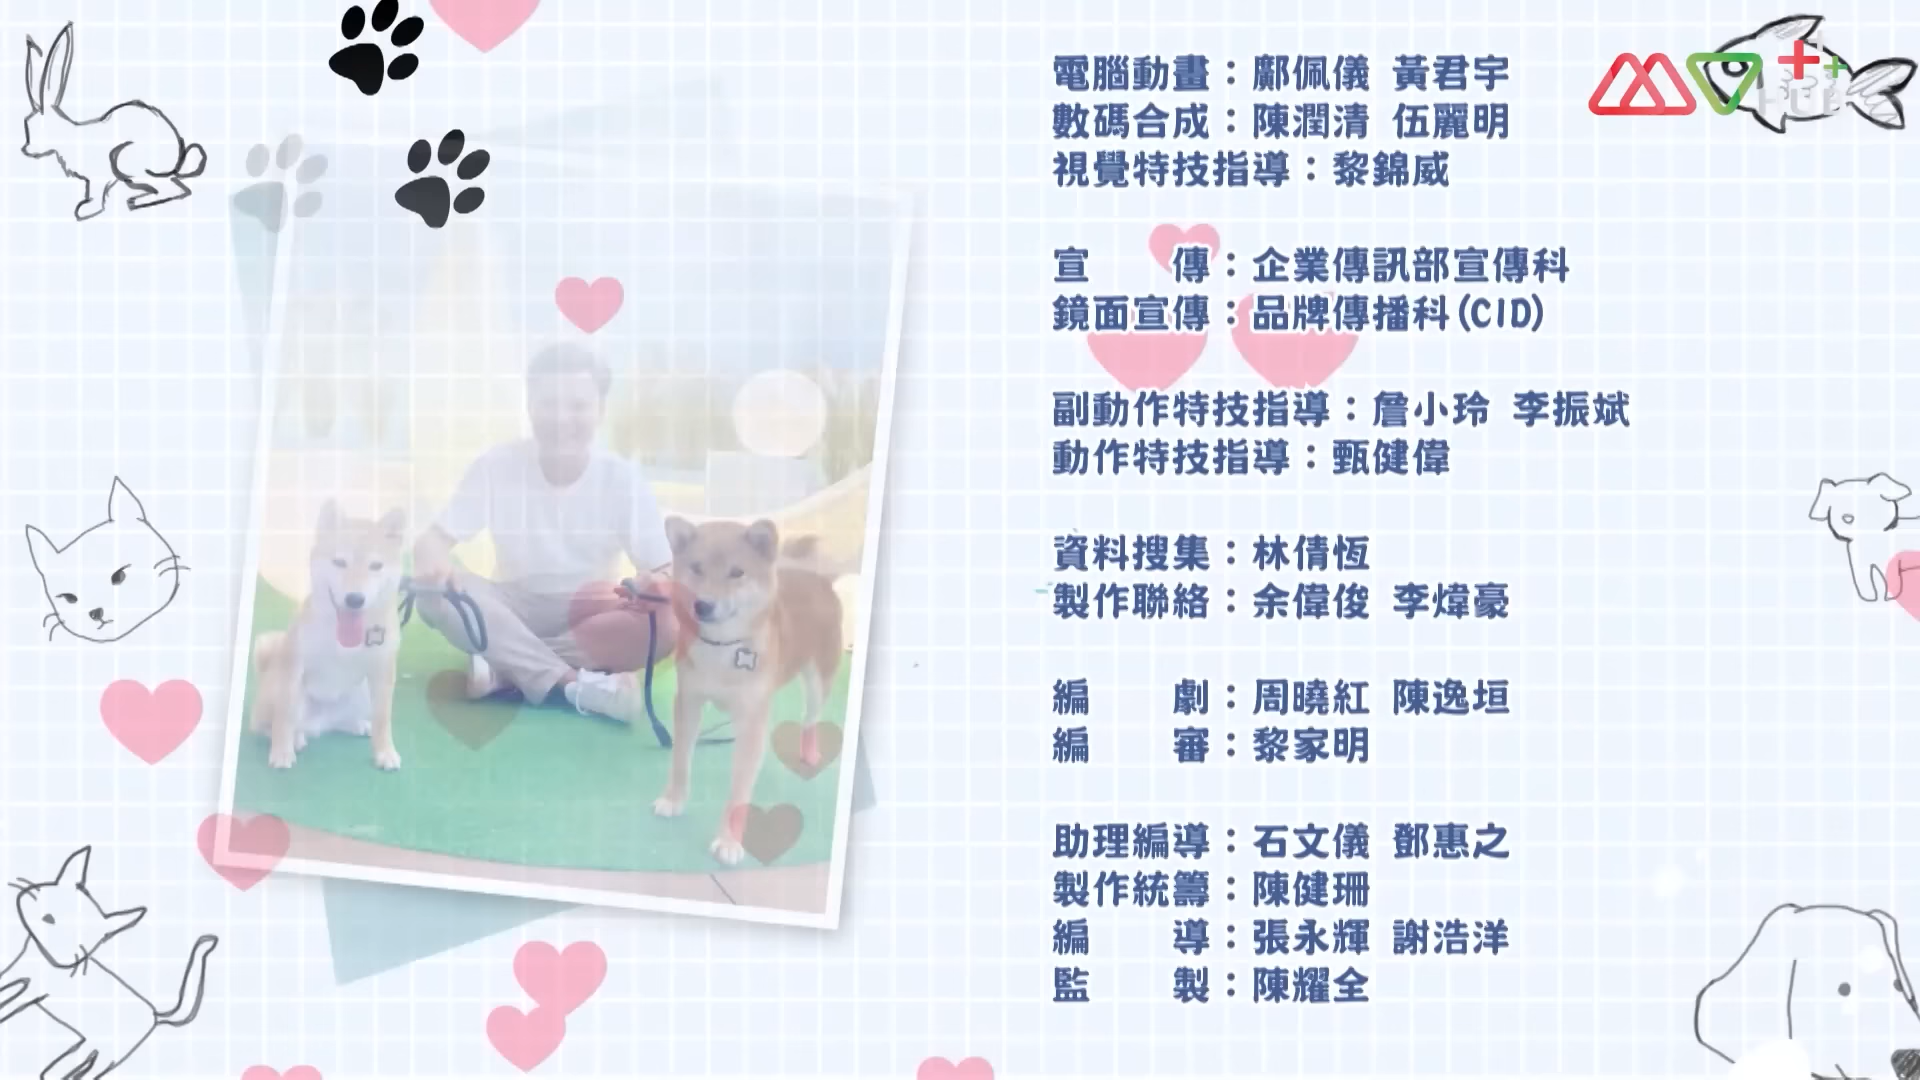 電腦動畫：鄺佩儀 黃君宇
數碼合成：陳潤清 伍麗明
視覺特技指導：黎錦威
宣　　傳：企業傳訊部宣傳科
鏡面宣傳：品牌傳播科(CID)
副動作特技指導：詹小玲 李振斌
動作特技指導：甄健偉
資料搜集：林倩恆
製作聯絡：余偉俊 李煒豪
編　　劇：周曉紅 陳逸垣
編　　審：黎家明
助理編導：石文儀 鄧惠之
製作統籌：陳健珊
編　　導：張永輝 謝浩洋
監　　製：陳耀全